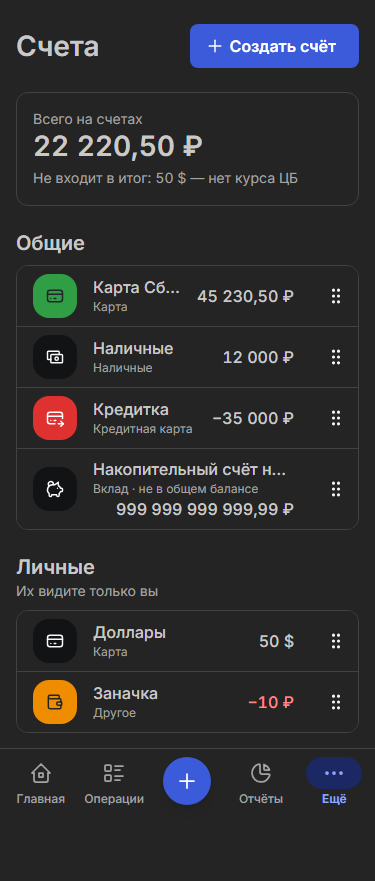 Счета
Создать счёт
Всего на счетах
22 220,50 ₽
Не входит в итог: 50 $ — нет курса ЦБ
Общие
Карта Сб...
45 230,50 ₽
Карта
Наличные
12 000 ₽
Наличные
Кредитка
−35 000 ₽
Кредитная карта
Накопительный счёт н...
Вклад · не в общем балансе
999 999 999 999,99 ₽
Личные
Их видите только вы
Доллары
50 $
Карта
Заначка
−10 ₽
Другое
Главная
Операции
Отчёты
Ещё